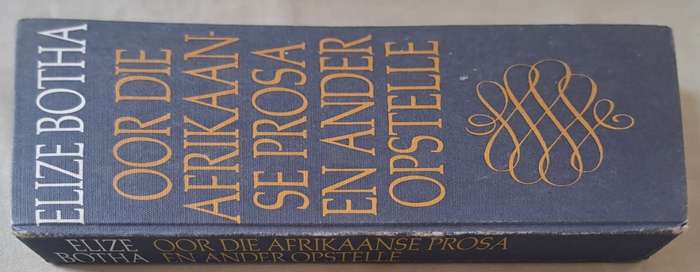 ELIZE BOTHA
OOR DIE
AFRIKAAN-
SE PROSA
EN ANDER
OPSTELLE
ELIZE
BOTHA
OOR DIE AFRIKAANSE PROSA
EN ANDER OPSTELLE